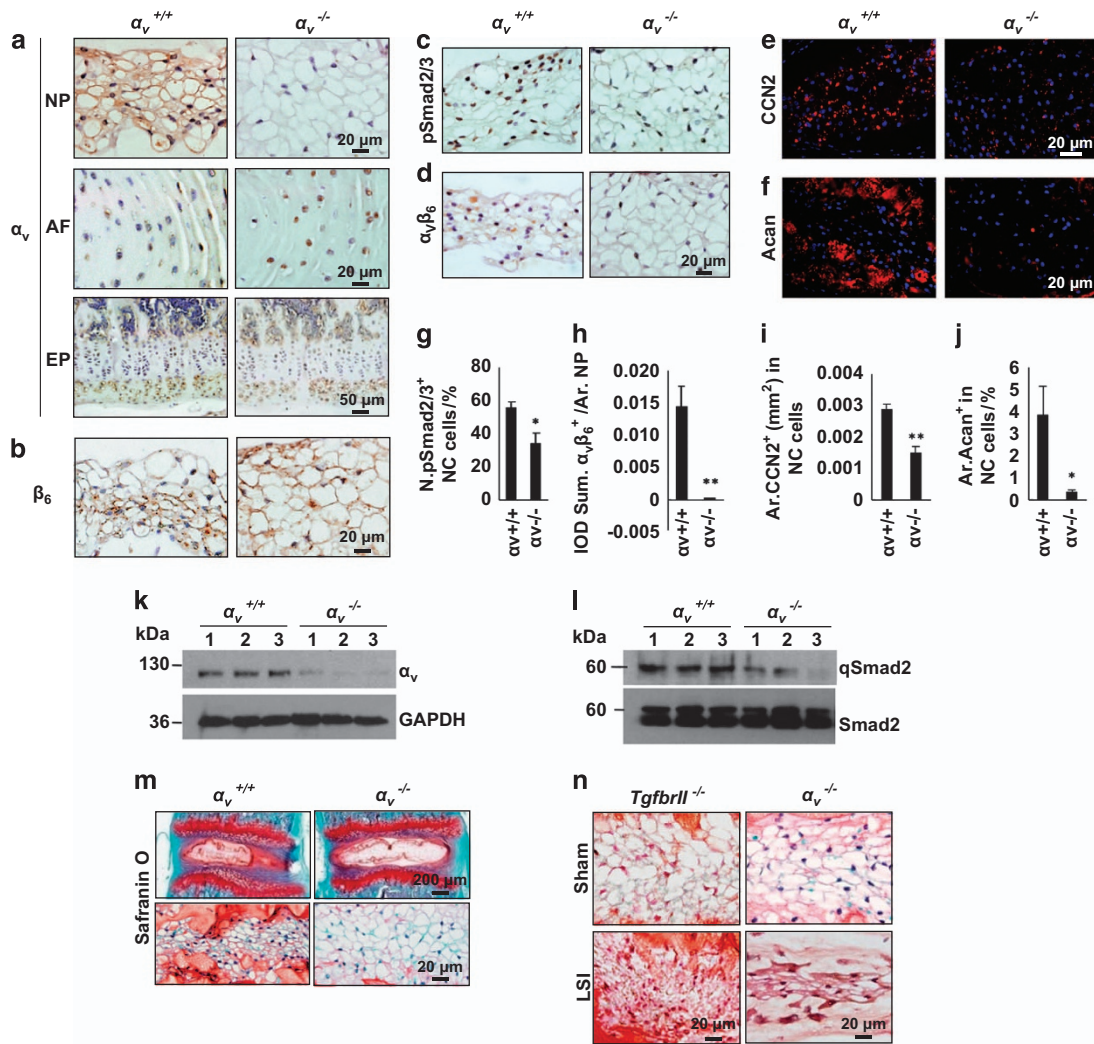 αv +/+ αv -/- αv +/+ αv -/- αv +/+ αv -/-
a
NP
20 µm
αv
AF
20 µm
EP
50 µm
b
β6
20 µm
c
pSmad2/3
20 µm
d
αvβ6
20 µm
e
CCN2
20 µm
f
Acan
20 µm
g
N.pSmad2/3+
NC cells/%
80
60
40
20
0
*
αv+/+
αv-/-
h
IOD Sum. αvβ6+/Ar. NP
0.020
0.015
0.010
0.005
0.000
-0.005
**
αv+/+
αv-/-
i
Ar.CCN2+ (mm2) in
NC cells
0.004
0.003
0.002
0.001
0
**
αv+/+
αv-/-
j
Ar.Acan+ in
NC cells/%
6
5
4
3
2
1
0
*
αv+/+
αv-/-
k
αv +/+ αv -/-
kDa 1 2 3 1 2 3
130 αv
36 GAPDH
l
αv +/+ αv -/-
kDa 1 2 3 1 2 3
60 qSmad2
60 Smad2
m
αv +/+ αv -/-
Safranin O
200 µm
20 µm
n
TgfbrII -/- αv -/-
Sham
LSI
20 µm 20 µm